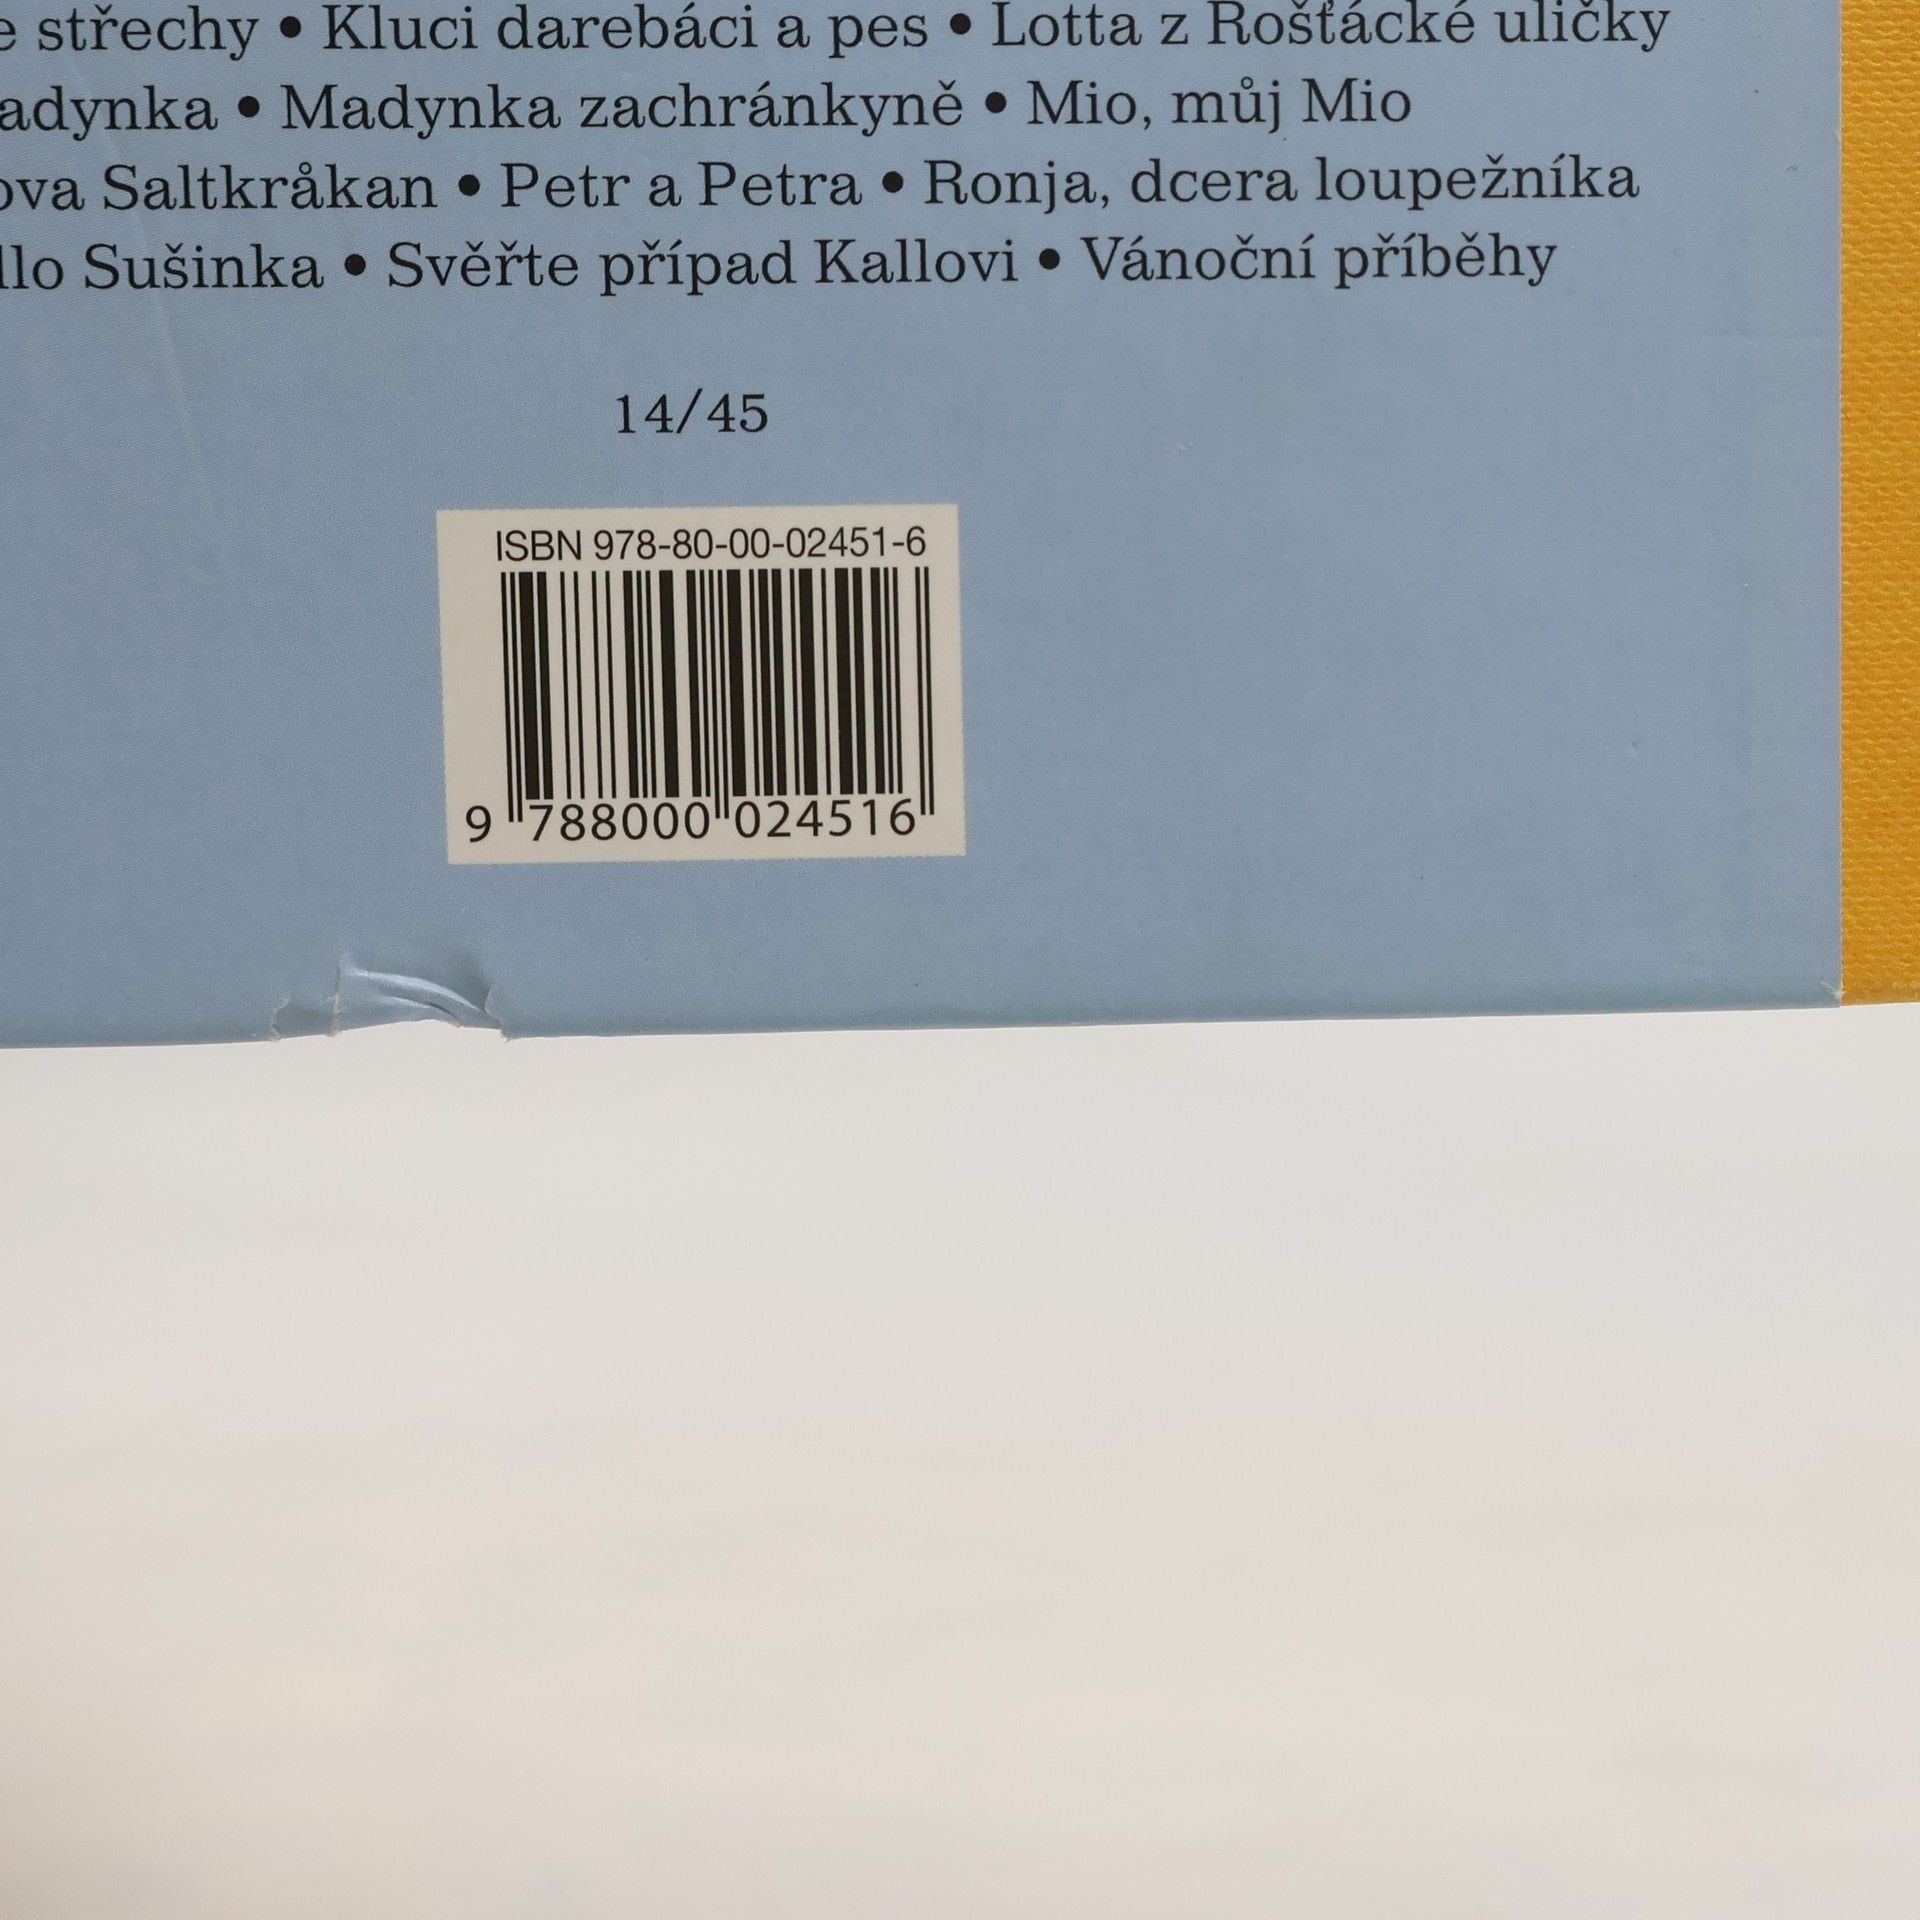 střechy • Kluci darebáci a pes • Lotta z Rošťácké uličky
adynka • Madynka zachránkyně • Mio, můj Mio
ova Saltkråkan • Petr a Petra • Ronja, dcera loupežníka
llo Sušinka • Svěřte případ Kallovi • Vánoční příběhy
14/45
ISBN 978-80-00-02451-6
9 788000 024516